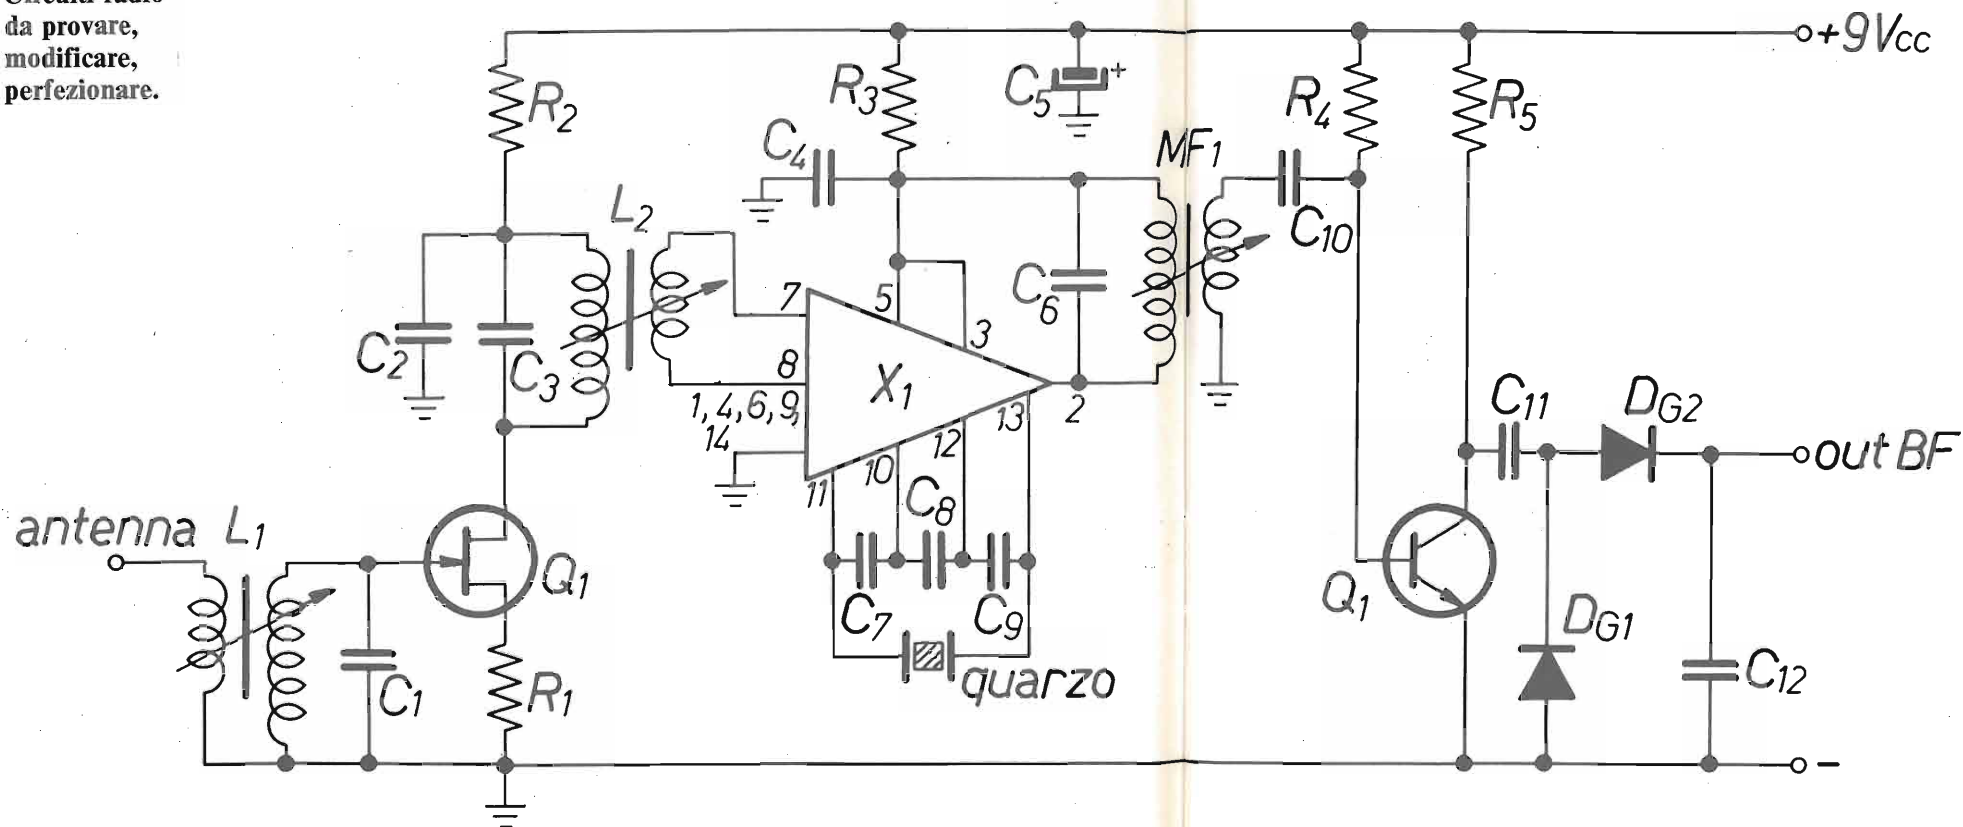 da provare,
modificare,
perfezionare.
+9Vcc
R2
R3
C5
+
R4
R5
C4
MF1
L2
C10
7
5
C6
3
C2
C3
8
X1
1,4,6,9,
14
13
2
12
10
11
C11
DG2
out BF
C8
antenna
L1
Q1
Q1
C7
C9
DG1
quarzo
C1
R1
C12
-